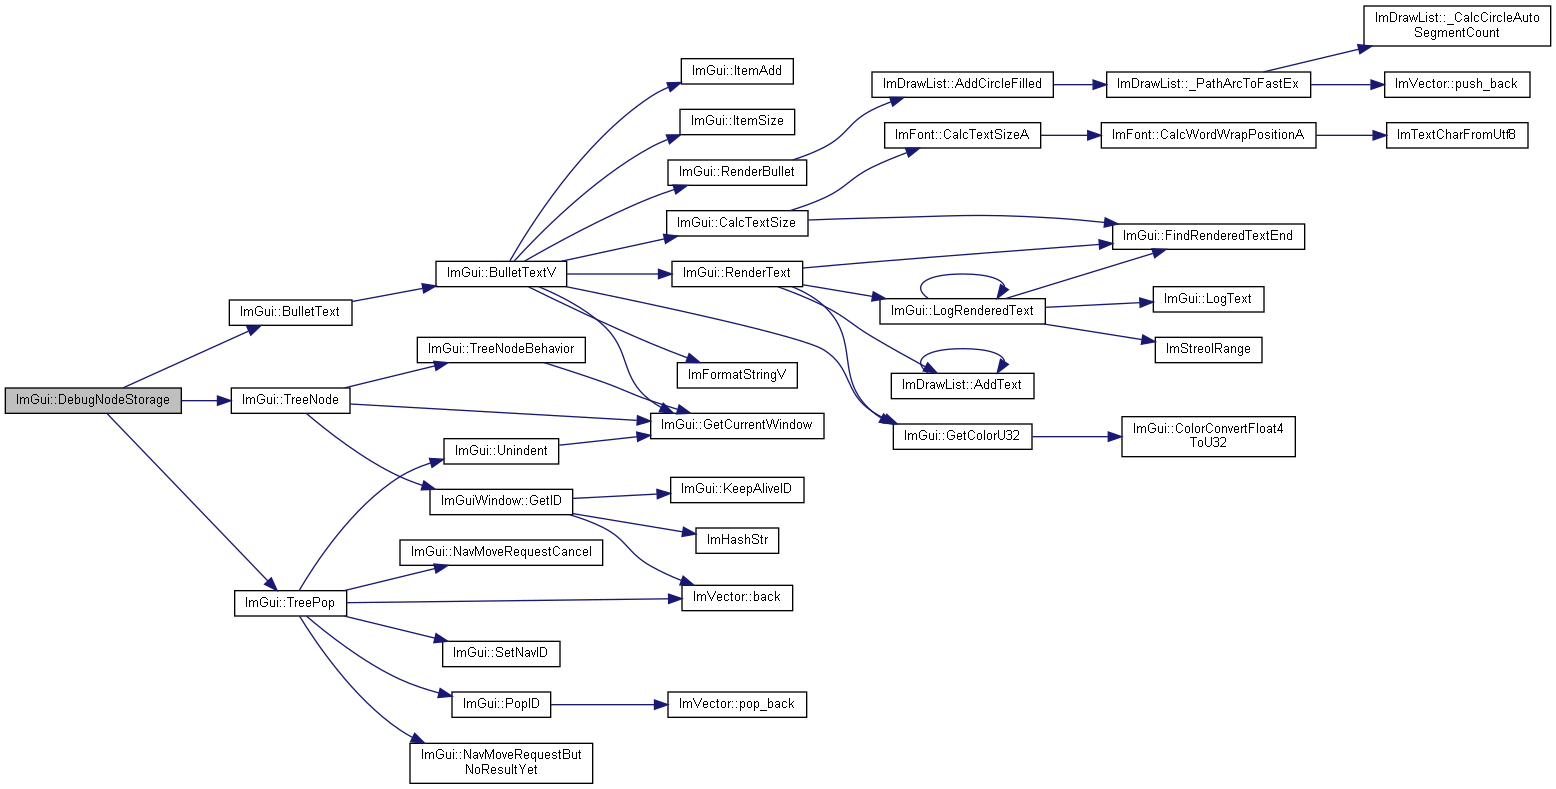 ImDrawList::_CalcCircleAuto
SegmentCount
ImGui::ItemAdd
ImDrawList::AddCircleFilled
ImDrawList::_PathArcToFastEx
ImVector::push_back
ImGui::ItemSize
ImFont::CalcTextSizeA
ImFont::CalcWordWrapPositionA
ImTextCharFromUtf8
ImGui::RenderBullet
ImGui::CalcTextSize
ImGui::FindRenderedTextEnd
ImGui::BulletTextV
ImGui::RenderText
ImGui::LogText
ImGui::BulletText
ImGui::LogRenderedText
ImGui::TreeNodeBehavior
ImStreolRange
ImFormatStringV
ImDrawList::AddText
ImGui::DebugNodeStorage
ImGui::TreeNode
ImGui::GetCurrentWindow
ImGui::GetColorU32
ImGui::ColorConvertFloat4
ToU32
ImGui::Unindent
ImGuiWindow::GetID
ImGui::KeepAliveID
ImHashStr
ImGui::NavMoveRequestCancel
ImGui::TreePop
ImVector::back
ImGui::SetNavID
ImGui::PopID
ImVector::pop_back
ImGui::NavMoveRequestBut
NoResultYet